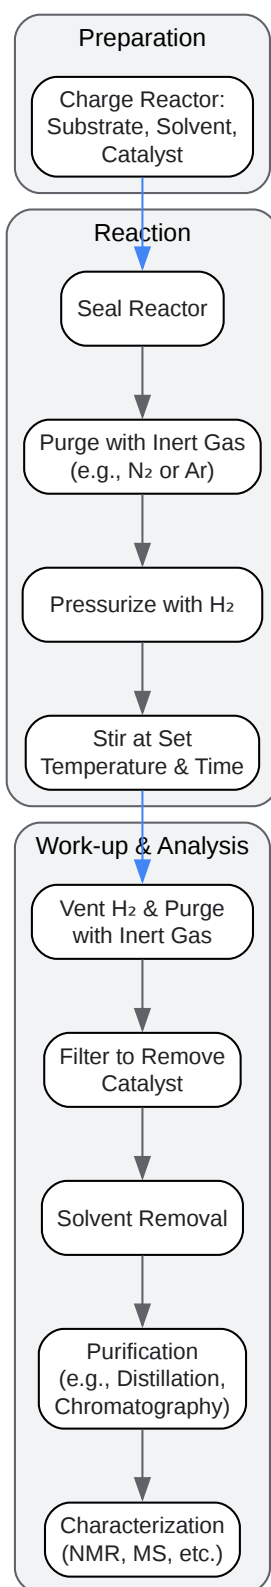 Preparation
Charge Reactor:
Substrate, Solvent,
Catalyst
Reaction
Seal Reactor
Purge with Inert Gas
(e.g., N₂ or Ar)
Pressurize with H₂
Stir at Set
Temperature & Time
Work-up & Analysis
Vent H₂ & Purge
with Inert Gas
Filter to Remove
Catalyst
Solvent Removal
Purification
(e.g., Distillation,
Chromatography)
Characterization
(NMR, MS, etc.)